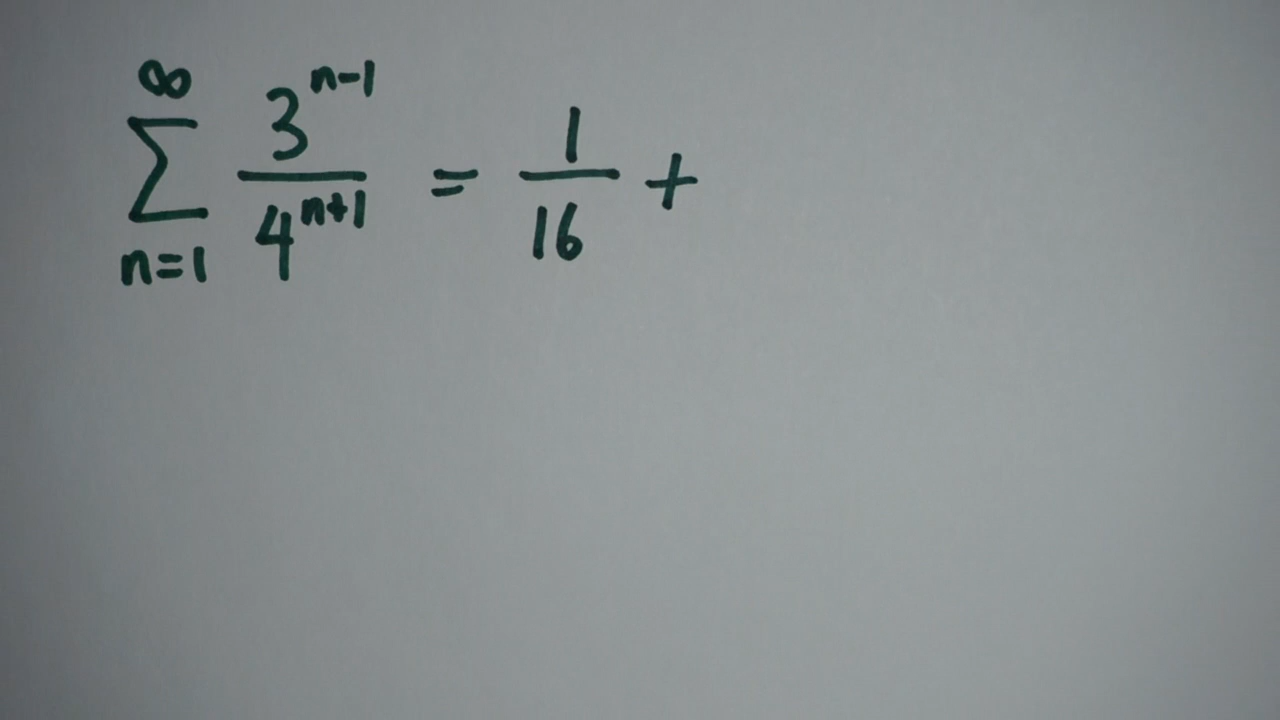 ∞
∑ 3^{n-1} / 4^{n+1} = 1/16 +
n=1